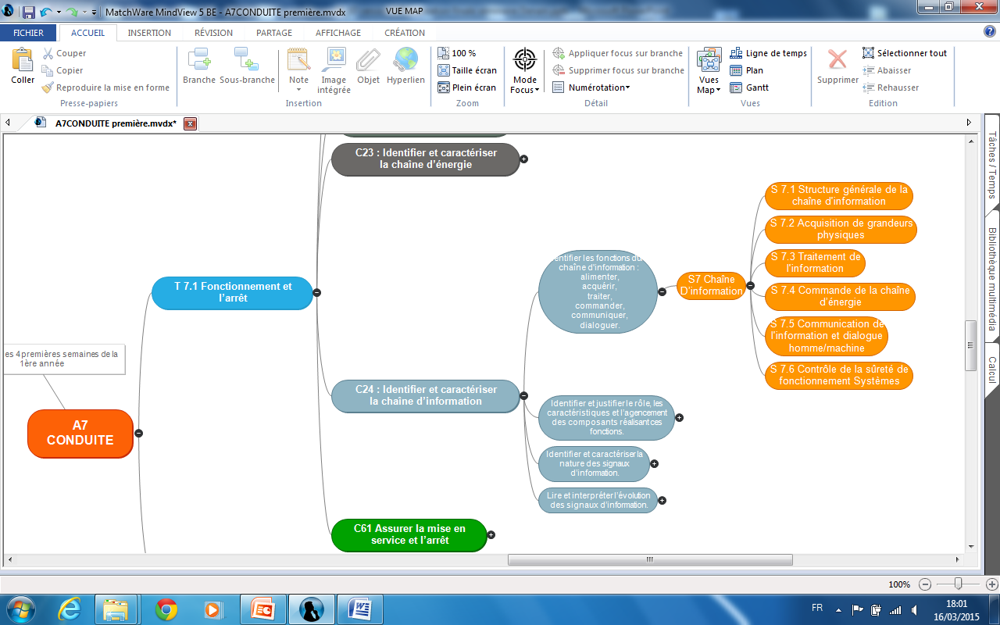 MatchWare MindView 5 BE - A7CONDUITE première.mvdx
VUE MAP
FICHIER
ACCUEIL
INSERTION
RÉVISION
PARTAGE
AFFICHAGE
CRÉATION
Coller
Couper
Copier
Reproduire la mise en forme
Presse-papiers
Branche
Sous-branche
Note
Image
intégrée
Objet
Hyperlien
Insertion
100 %
Taille écran
Plein écran
Zoom
Mode
Focus
Appliquer focus sur branche
Supprimer focus sur branche
Numérotation
Détail
Vues
Map
Ligne de temps
Plan
Gantt
Vues
Supprimer
Sélectionner tout
Abaisser
Rehausser
Edition
A7CONDUITE première.mvdx*
C23 : Identifier et caractériser
la chaîne d'énergie
T 7.1 Fonctionnement et
l'arrêt
es 4 premières semaines de la
1ère année
A7
CONDUITE
C24 : Identifier et caractériser
la chaîne d'information
C61 Assurer la mise en
service et l'arrêt
entifier les fonctions du
chaîne d'information :
alimenter,
acquérir,
traiter,
commander,
communiquer,
dialoguer.
Identifier et justifier le rôle, les
caractéristiques et l'agencement
des composants réalisant ces
fonctions.
Identifier et caractériser la
nature des signaux
d'information.
Lire et interpréter l'évolution
des signaux d'information.
S7 Chaîne
D'information
S 7.1 Structure générale de la
chaîne d'information
S 7.2 Acquisition de grandeurs
physiques
S 7.3 Traitement de
l'information
S 7.4 Commande de la chaîne
d'énergie
S 7.5 Communication de
l'information et dialogue
homme/machine
S 7.6 Contrôle de la sûreté de
fonctionnement Systèmes
Tâches / Temps
Bibliothèque multimédia
Calcul
100%
FR
18:01
16/03/2015